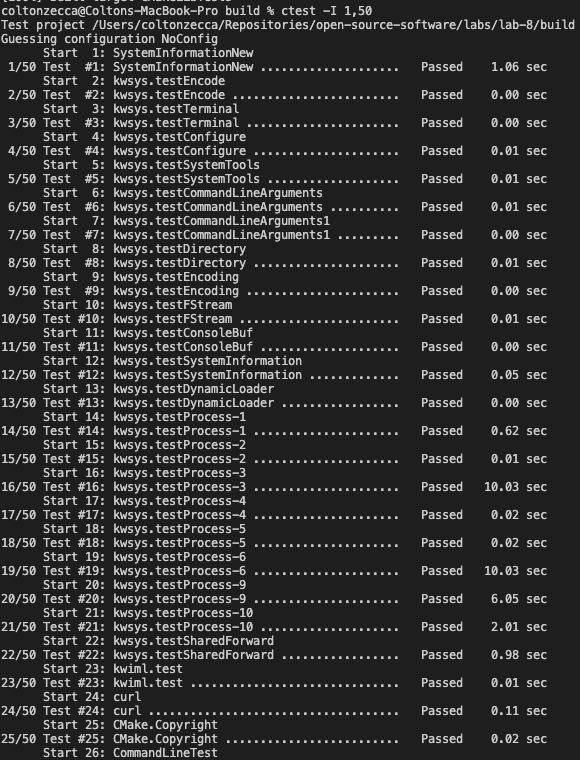 coltonzecca@Coltons-MacBook-Pro build % ctest -I 1,50
Test project /Users/coltonzecca/Repositories/open-source-software/labs/lab-8/build
Guessing configuration NoConfig
      Start  1: SystemInformationNew
 1/50 Test  #1: SystemInformationNew ....................   Passed    1.06 sec
      Start  2: kwsys.testEncode
 2/50 Test  #2: kwsys.testEncode ........................   Passed    0.00 sec
      Start  3: kwsys.testTerminal
 3/50 Test  #3: kwsys.testTerminal ......................   Passed    0.00 sec
      Start  4: kwsys.testConfigure
 4/50 Test  #4: kwsys.testConfigure .....................   Passed    0.01 sec
      Start  5: kwsys.testSystemTools
 5/50 Test  #5: kwsys.testSystemTools ...................   Passed    0.01 sec
      Start  6: kwsys.testCommandLineArguments
 6/50 Test  #6: kwsys.testCommandLineArguments ..........   Passed    0.01 sec
      Start  7: kwsys.testCommandLineArguments1
 7/50 Test  #7: kwsys.testCommandLineArguments1 .........   Passed    0.00 sec
      Start  8: kwsys.testDirectory
 8/50 Test  #8: kwsys.testDirectory .....................   Passed    0.01 sec
      Start  9: kwsys.testEncoding
 9/50 Test  #9: kwsys.testEncoding ......................   Passed    0.00 sec
      Start 10: kwsys.testFStream
10/50 Test #10: kwsys.testFStream .......................   Passed    0.01 sec
      Start 11: kwsys.testConsoleBuf
11/50 Test #11: kwsys.testConsoleBuf ....................   Passed    0.00 sec
      Start 12: kwsys.testSystemInformation
12/50 Test #12: kwsys.testSystemInformation .............   Passed    0.05 sec
      Start 13: kwsys.testDynamicLoader
13/50 Test #13: kwsys.testDynamicLoader .................   Passed    0.00 sec
      Start 14: kwsys.testProcess-1
14/50 Test #14: kwsys.testProcess-1 .....................   Passed    0.62 sec
      Start 15: kwsys.testProcess-2
15/50 Test #15: kwsys.testProcess-2 .....................   Passed    0.01 sec
      Start 16: kwsys.testProcess-3
16/50 Test #16: kwsys.testProcess-3 .....................   Passed   10.03 sec
      Start 17: kwsys.testProcess-4
17/50 Test #17: kwsys.testProcess-4 .....................   Passed    0.02 sec
      Start 18: kwsys.testProcess-5
18/50 Test #18: kwsys.testProcess-5 .....................   Passed    0.02 sec
      Start 19: kwsys.testProcess-6
19/50 Test #19: kwsys.testProcess-6 .....................   Passed   10.03 sec
      Start 20: kwsys.testProcess-9
20/50 Test #20: kwsys.testProcess-9 .....................   Passed    6.05 sec
      Start 21: kwsys.testProcess-10
21/50 Test #21: kwsys.testProcess-10 ....................   Passed    2.01 sec
      Start 22: kwsys.testSharedForward
22/50 Test #22: kwsys.testSharedForward .................   Passed    0.98 sec
      Start 23: kwiml.test
23/50 Test #23: kwiml.test ..............................   Passed    0.01 sec
      Start 24: curl
24/50 Test #24: curl ....................................   Passed    0.11 sec
      Start 25: CMake.Copyright
25/50 Test #25: CMake.Copyright .........................   Passed    0.02 sec
      Start 26: CommandLineTest